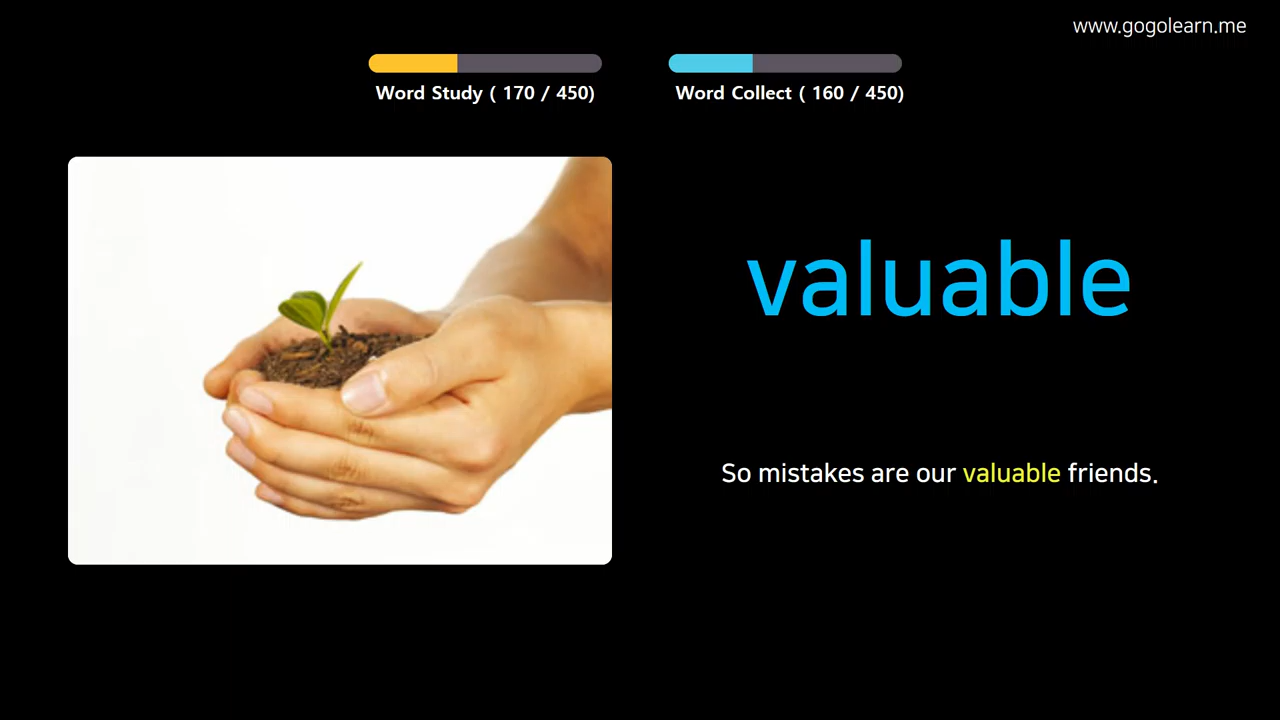 www.gogolearn.me
Word Study ( 170 / 450)
Word Collect ( 160 / 450)
valuable
So mistakes are our valuable friends.